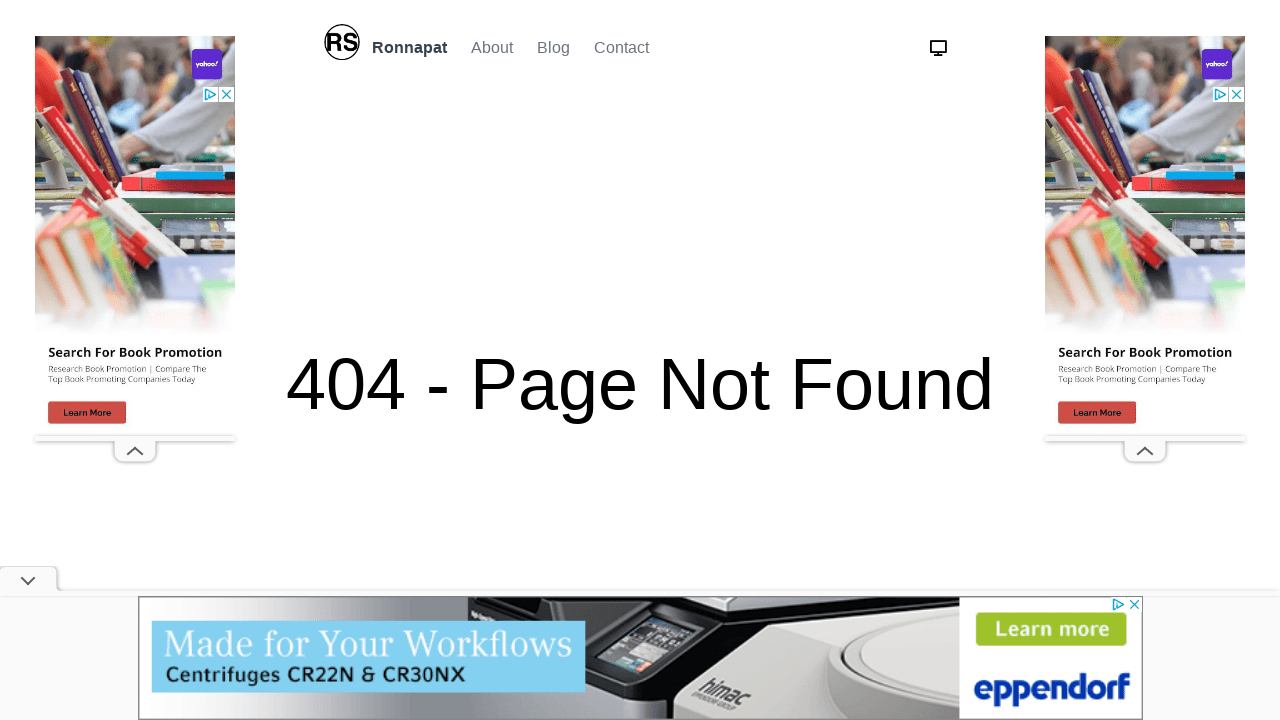 RS Ronnapat About Blog Contact
yahoo!
Search For Book Promotion
Research Book Promotion | Compare The
Top Book Promoting Companies Today
Learn More
404 - Page Not Found
yahoo!
Search For Book Promotion
Research Book Promotion | Compare The
Top Book Promoting Companies Today
Learn More
Made for Your Workflows
Centrifuges CR22N & CR30NX
himac
Learn more
eppendorf